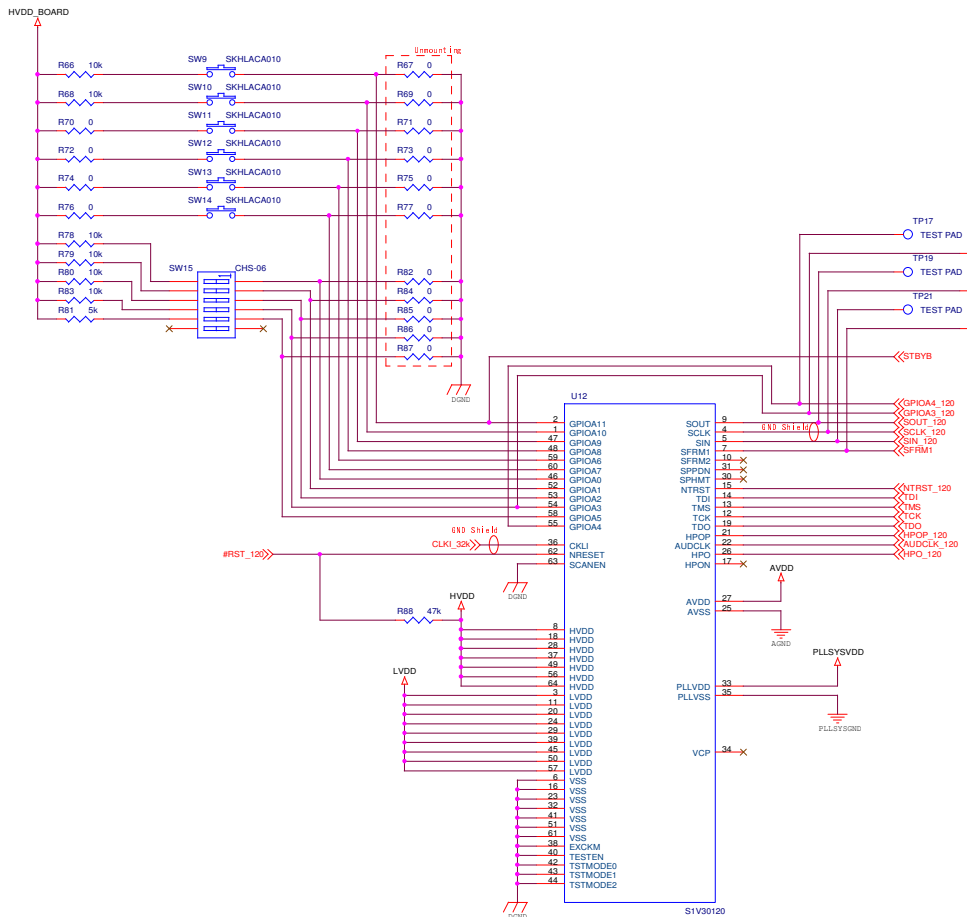 HVDD_BOARD
Unmounting
R66 10k SW9 SKHLACA010 R67 0
R68 10k SW10 SKHLACA010 R69 0
R70 0 SW11 SKHLACA010 R71 0
R72 0 SW12 SKHLACA010 R73 0
R74 0 SW13 SKHLACA010 R75 0
R76 0 SW14 SKHLACA010 R77 0
TP17
TEST PAD
R78 10k
R79 10k
TP19
SW15 CHS-06
R80 10k R82 0
TEST PAD
R83 10k R84 0
TP21
R81 5k R85 0
TEST PAD
R86 0
R87 0
STBYB
DGND
U12
GPIOA4_120
GPIOA3_120
2 GPIOA11 SOUT 9 SOUT_120
1 GPIOA10 SCLK 4 GND Shield SCLK_120
47 GPIOA9 SIN 5 SIN_120
48 GPIOA8 SFRM1 7 SFRM1
59 GPIOA6 SFRM2 10
60 GPIOA7 SPPDN 31
46 GPIOA0 SPHMT 30
52 GPIOA1 NTRST 15 NTRST_120
53 GPIOA2 TDI 14 TDI
54 GPIOA3 TMS 13 TMS
58 GPIOA5 TCK 12 TCK
55 GPIOA4 TDO 19 TDO
GND Shield
HPOP 21 HPOP_120
CLKI_32k 36 CKLI AUDCLK 22 AUDCLK_120
#RST_120 62 NRESET HPO 26 HPO_120
63 SCANEN HPON 17
AVDD
DGND
HVDD
AVDD 27
AVSS 25
R88 47k
8 HVDD
18 HVDD
AGND
28 HVDD
37 HVDD
PLLSYSVDD
49 HVDD
56 HVDD
LVDD
64 HVDD PLLVDD 33
3 LVDD PLLVSS 35
11 LVDD
20 LVDD
24 LVDD
PLLSYSGND
29 LVDD
39 LVDD
45 LVDD VCP 34
50 LVDD
57 LVDD
6 VSS
16 VSS
23 VSS
32 VSS
41 VSS
51 VSS
61 VSS
38 EXCKM
40 TESTEN
42 TSTMODE0
43 TSTMODE1
44 TSTMODE2
DGND
S1V30120